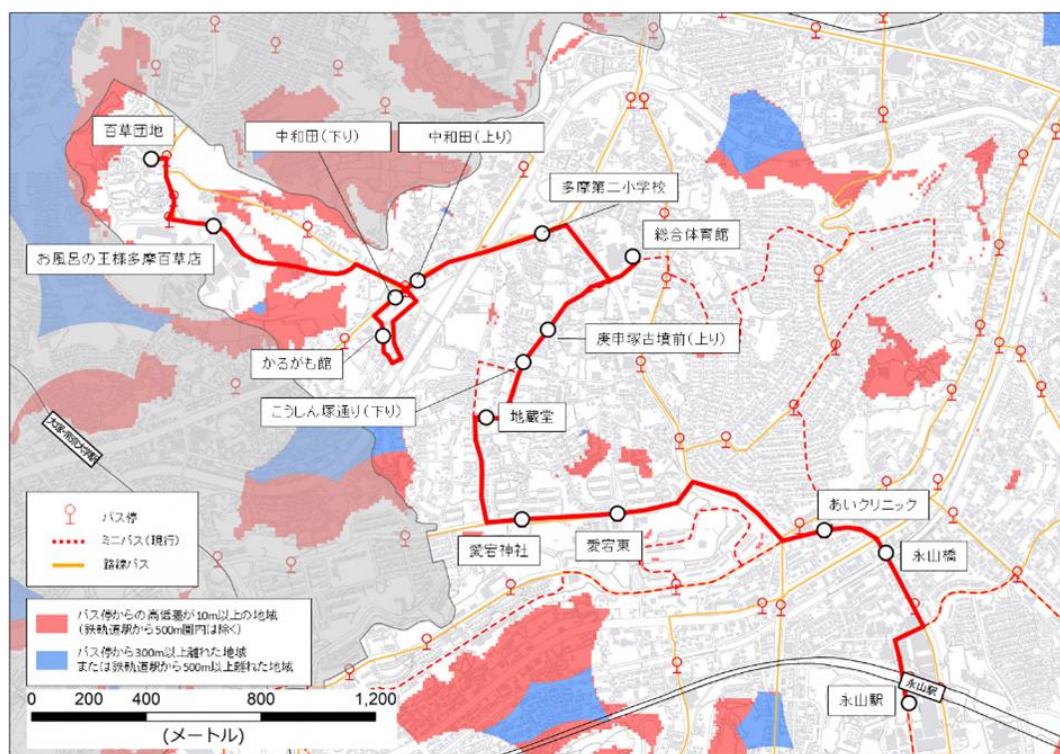 百草団地
中和田(下り)
中和田(上り)
多摩第二小学校
総合体育館
お風呂の王様多摩百草店
かるがも館
庚申塚古墳前(上り)
こうしん塚通り(下り)
地蔵堂
大塚・帝京大学駅
あいクリニック
愛宕神社
愛宕東
永山橋
永山駅
永山駅
バス停
ミニバス(現行)
路線バス
バス停からの高低差が10m以上の地域
(鉄軌道駅から500m圏内は除く)
バス停から300m以上離れた地域
または鉄軌道駅から500m以上離れた地域
0 200 400 800 1,200
(メートル)